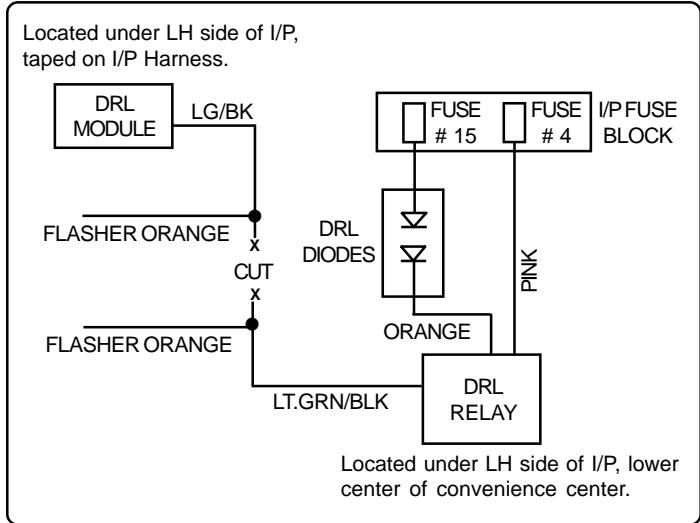 Located under LH side of I/P,
taped on I/P Harness.
DRL
MODULE
LG/BK
FUSE
# 15
FUSE
# 4
I/P FUSE
BLOCK
FLASHER ORANGE
X
CUT
X
FLASHER ORANGE
DRL
DIODES
PINK
ORANGE
LT.GRN/BLK
DRL
RELAY
Located under LH side of I/P, lower
center of convenience center.